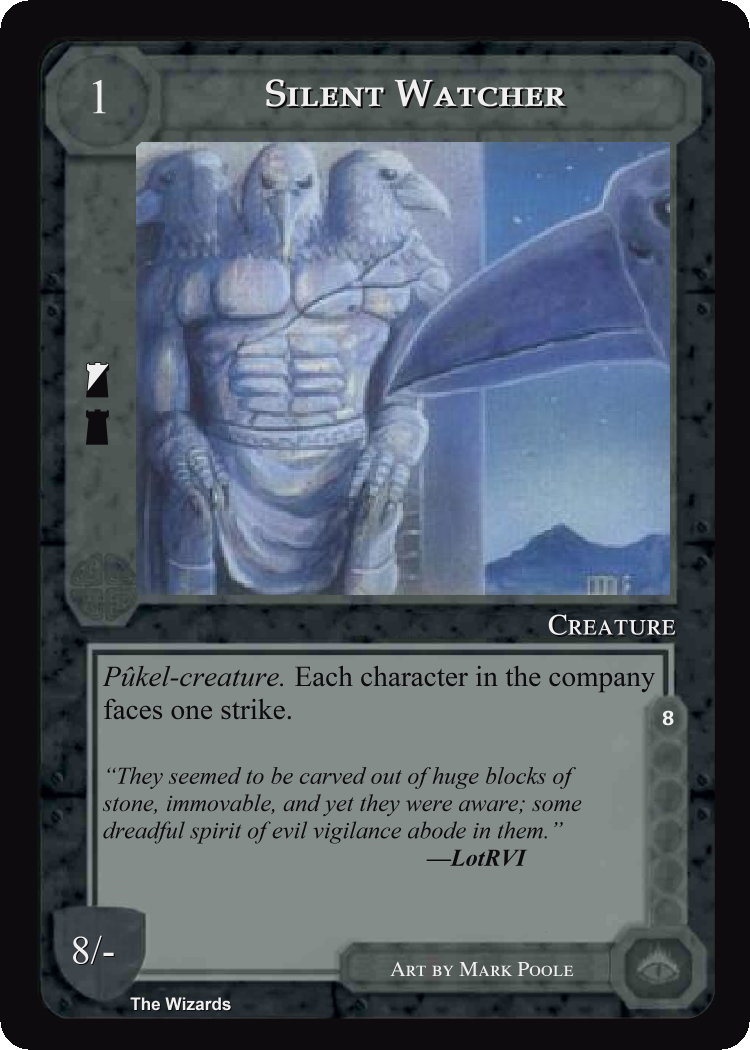 1
SILENT WATCHER
CREATURE
Pûkel-creature. Each character in the company
faces one strike.
8
“They seemed to be carved out of huge blocks of
stone, immovable, and yet they were aware; some
dreadful spirit of evil vigilance abode in them.”
—LotRVI
8/-
ART BY MARK POOLE
The Wizards